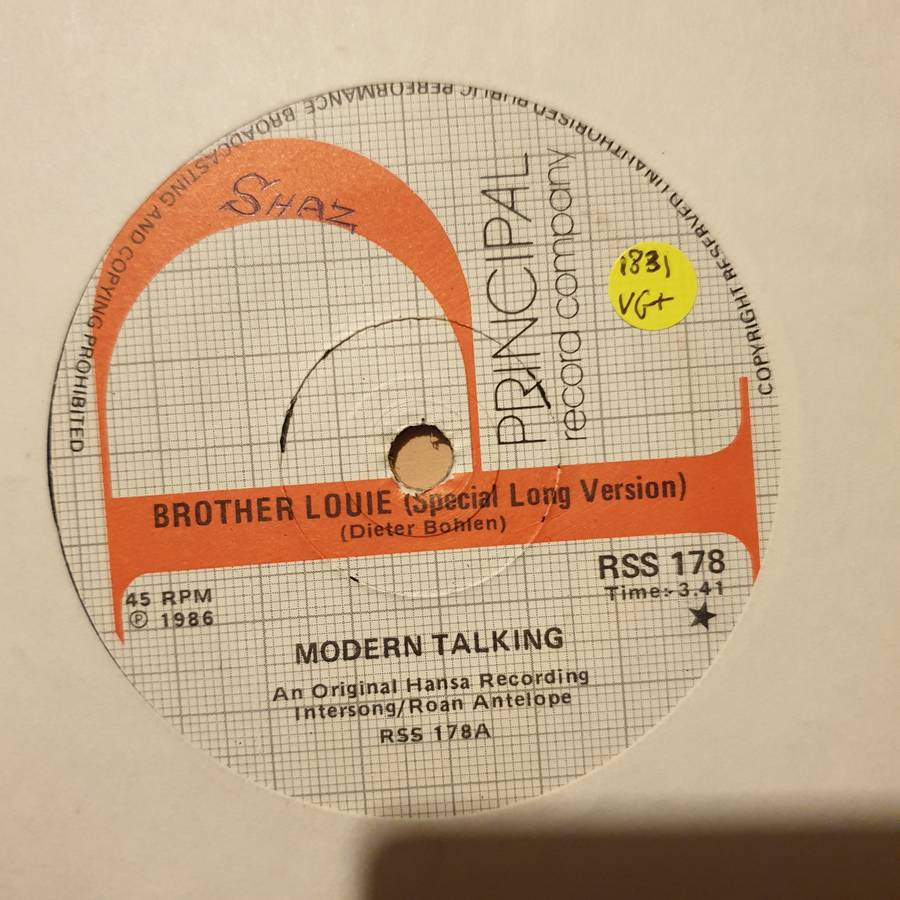 COPYRIGHT RESERVED UNAUTHORISED PUBLIC PERFORMANCE BROADCASTING AND COPYING PROHIBITED
SHAZ
PRINCIPAL
record company
1831
VG+
BROTHER LOUIE (Special Long Version)
(Dieter Bohlen)
RSS 178
Time:-3.41
★
45 RPM
℗ 1986
MODERN TALKING
An Original Hansa Recording
Intersong/Roan Antelope
RSS 178A